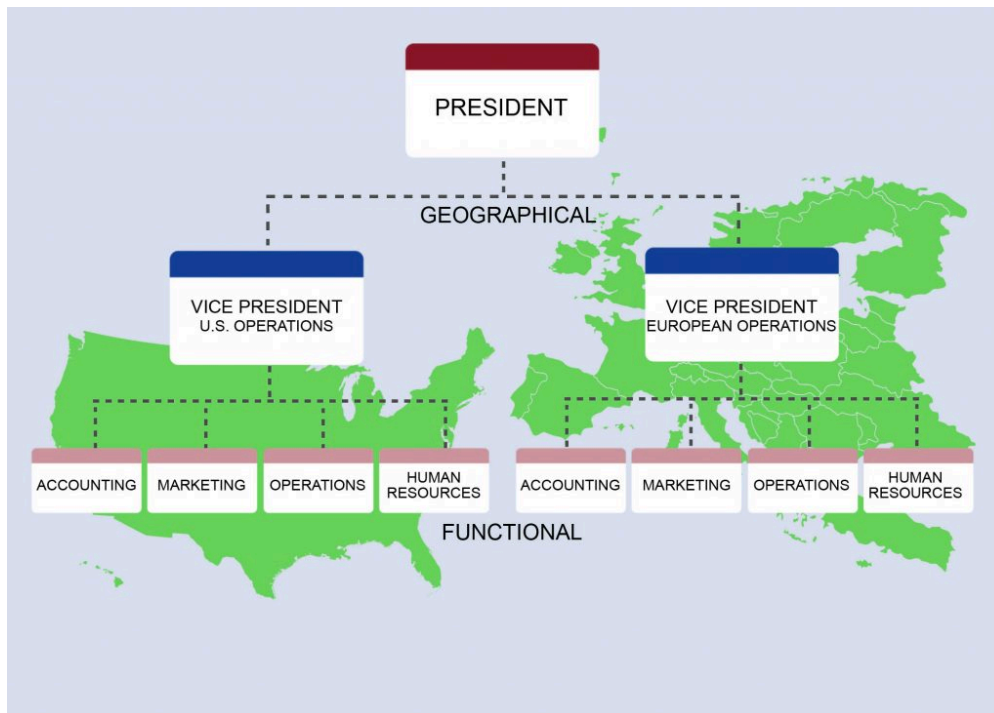 PRESIDENT
GEOGRAPHICAL
VICE PRESIDENT
U.S. OPERATIONS
VICE PRESIDENT
EUROPEAN OPERATIONS
ACCOUNTING
MARKETING
OPERATIONS
HUMAN
RESOURCES
ACCOUNTING
MARKETING
OPERATIONS
HUMAN
RESOURCES
FUNCTIONAL